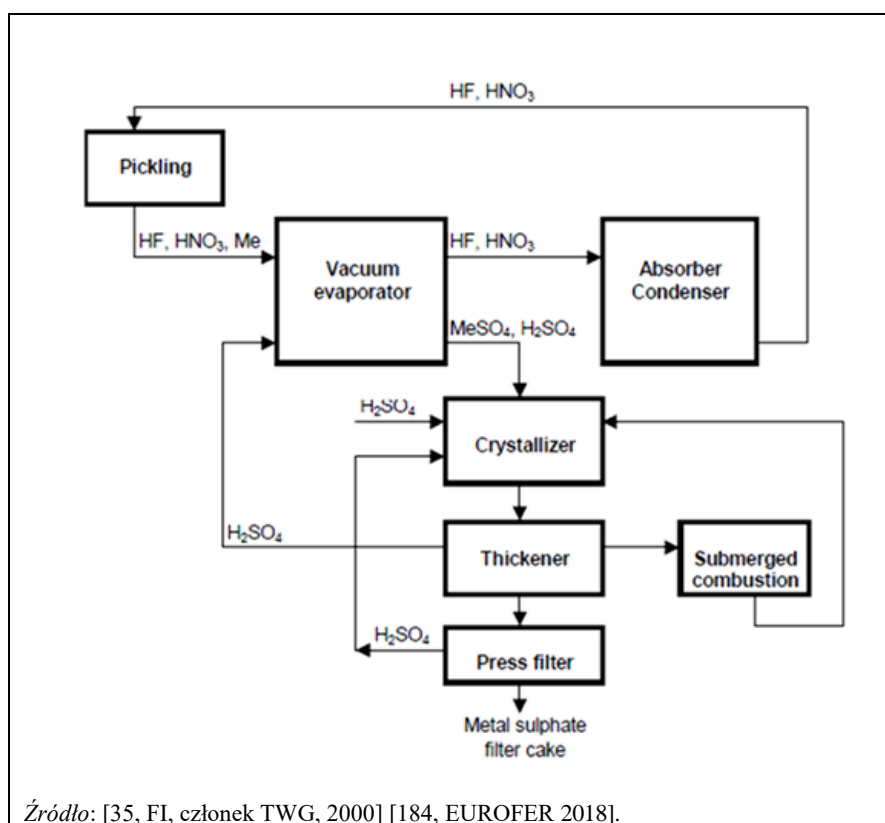 HF, HNO₃
Pickling
HF, HNO₃, Me
Vacuum
evaporator
HF, HNO₃
Absorber
Condenser
MeSO₄, H₂SO₄
H₂SO₄
Crystallizer
H₂SO₄
Thickener
Submerged
combustion
H₂SO₄
Press filter
Metal sulphate
filter cake
Źródło: [35, FI, członek TWG, 2000] [184, EUROFER 2018].